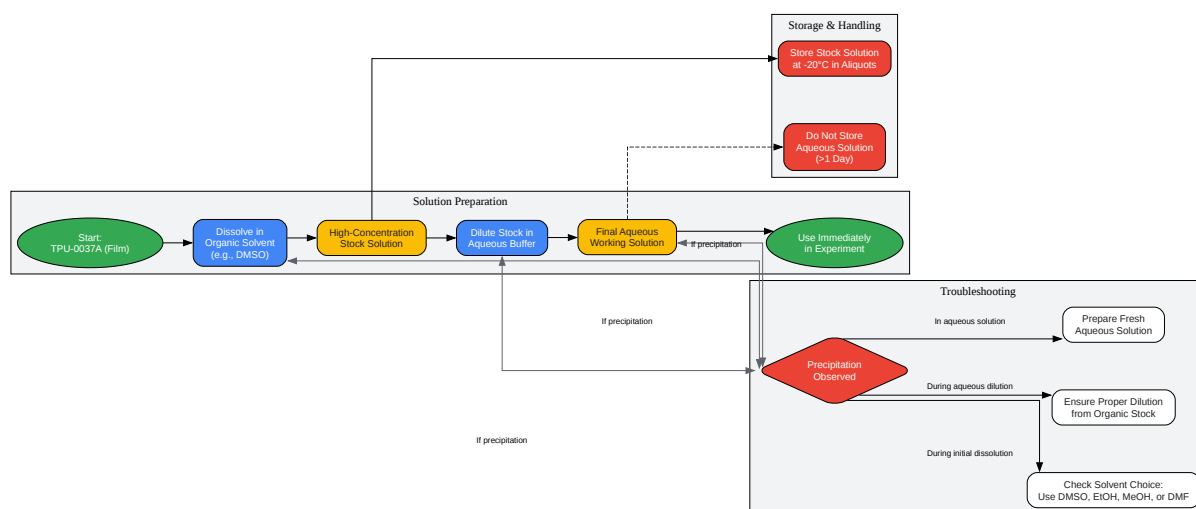 Storage & Handling
Store Stock Solution
at -20°C in Aliquots
Do Not Store
Aqueous Solution
(>1 Day)
Solution Preparation
Start:
TPU-0037A (Film)
Dissolve in
Organic Solvent
(e.g., DMSO)
High-Concentration
Stock Solution
Dilute Stock in
Aqueous Buffer
Final Aqueous
Working Solution
If precipitation
Use Immediately
in Experiment
Troubleshooting
If precipitation
If precipitation
Precipitation
Observed
In aqueous solution
Prepare Fresh
Aqueous Solution
During aqueous dilution
Ensure Proper Dilution
from Organic Stock
During initial dissolution
Check Solvent Choice:
Use DMSO, EtOH, MeOH, or DMF